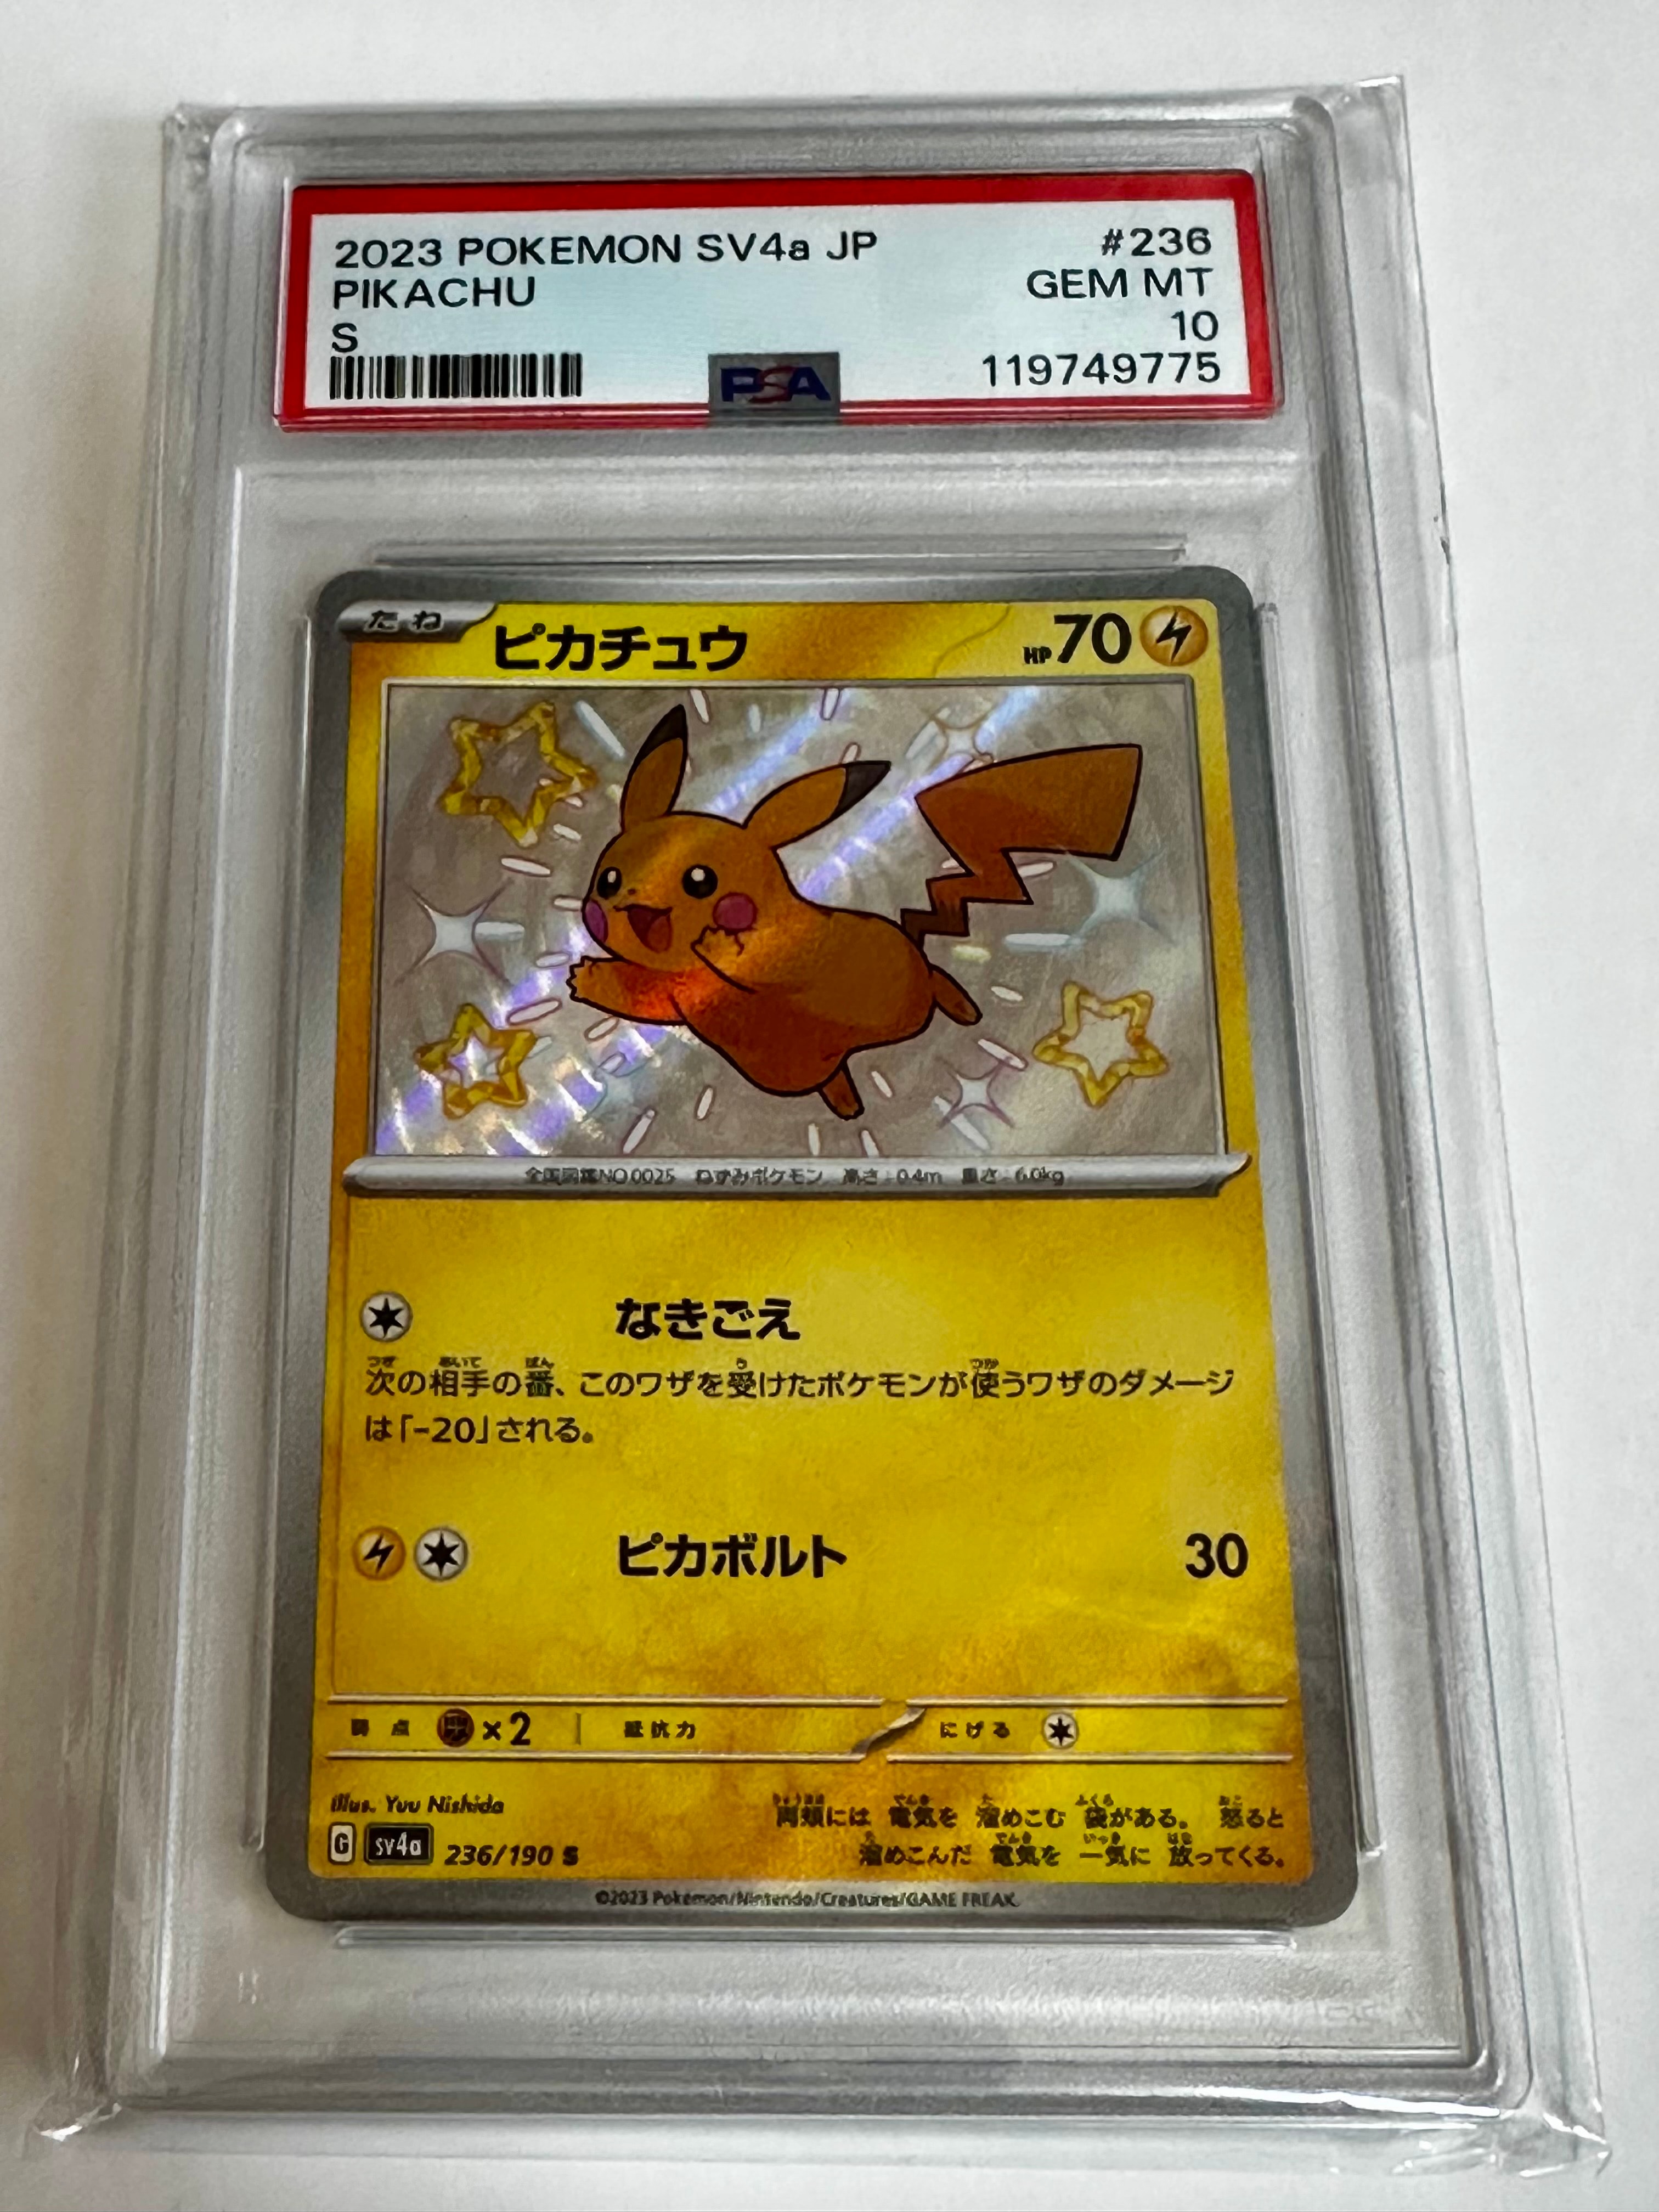 2023 POKEMON SV4a JP #236
PIKACHU GEM MT
S 10
PSA 119749775
たね ピカチュウ HP70
全国図鑑NO.0025 ねずみポケモン 高さ:0.4m 重さ:6.0kg
なきごえ
次の相手の番、このワザを受けたポケモンが使うワザのダメージ
は「-20」される。
ピカボルト 30
弱点 ×2 抵抗力 にげる
Illus. Yuu Nishida
両頬には 電気を 溜めこむ 袋がある。 怒ると
溜めこんだ 電気を 一気に 放ってくる。
G sv4a 236/190 S
©2023 Pokémon/Nintendo/Creatures/GAME FREAK.